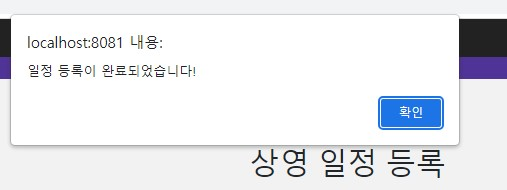 localhost:8081 내용:
일정 등록이 완료되었습니다!
확인
상영 일정 등록